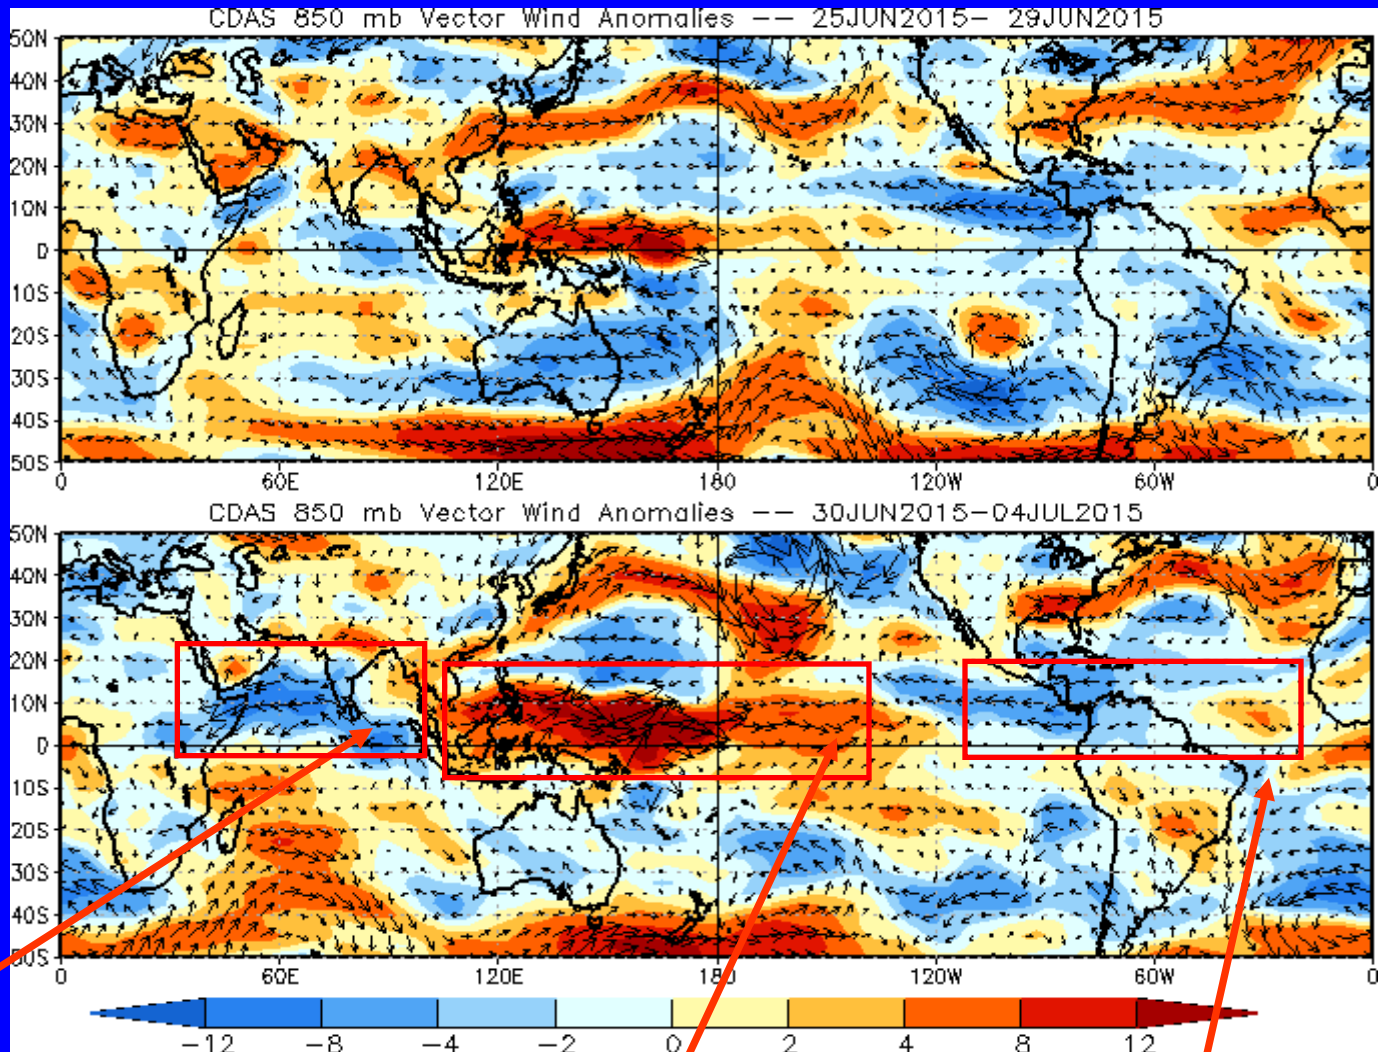 CDAS 850 mb Vector Wind Anomalies -- 25JUN2015- 29JUN2015
50N
40N
30N
20N
10N
0
10S
20S
30S
40S
50S
0 60E 120E 180 120W 60W 0
CDAS 850 mb Vector Wind Anomalies -- 30JUN2015-04JUL2015
50N
40N
30N
20N
10N
0
10S
20S
30S
40S
50S
0 60E 120E 180 120W 60W 0
-12 -8 -4 -2 0 2 4 8 12